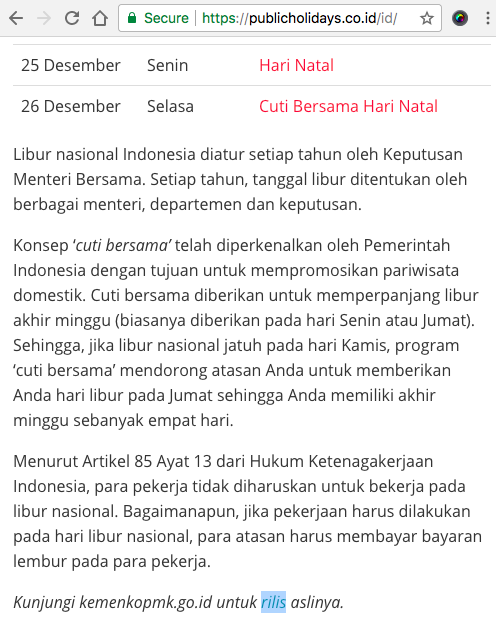 Secure https://publicholidays.co.id/id/
25 Desember Senin Hari Natal
26 Desember Selasa Cuti Bersama Hari Natal
Libur nasional Indonesia diatur setiap tahun oleh Keputusan
Menteri Bersama. Setiap tahun, tanggal libur ditentukan oleh
berbagai menteri, departemen dan keputusan.
Konsep ‘cuti bersama’ telah diperkenalkan oleh Pemerintah
Indonesia dengan tujuan untuk mempromosikan pariwisata
domestik. Cuti bersama diberikan untuk memperpanjang libur
akhir minggu (biasanya diberikan pada hari Senin atau Jumat).
Sehingga, jika libur nasional jatuh pada hari Kamis, program
‘cuti bersama’ mendorong atasan Anda untuk memberikan
Anda hari libur pada Jumat sehingga Anda memiliki akhir
minggu sebanyak empat hari.
Menurut Artikel 85 Ayat 13 dari Hukum Ketenagakerjaan
Indonesia, para pekerja tidak diharuskan untuk bekerja pada
libur nasional. Bagaimanapun, jika pekerjaan harus dilakukan
pada hari libur nasional, para atasan harus membayar bayaran
lembur pada para pekerja.
Kunjungi kemenkopmk.go.id untuk rilis aslinya.